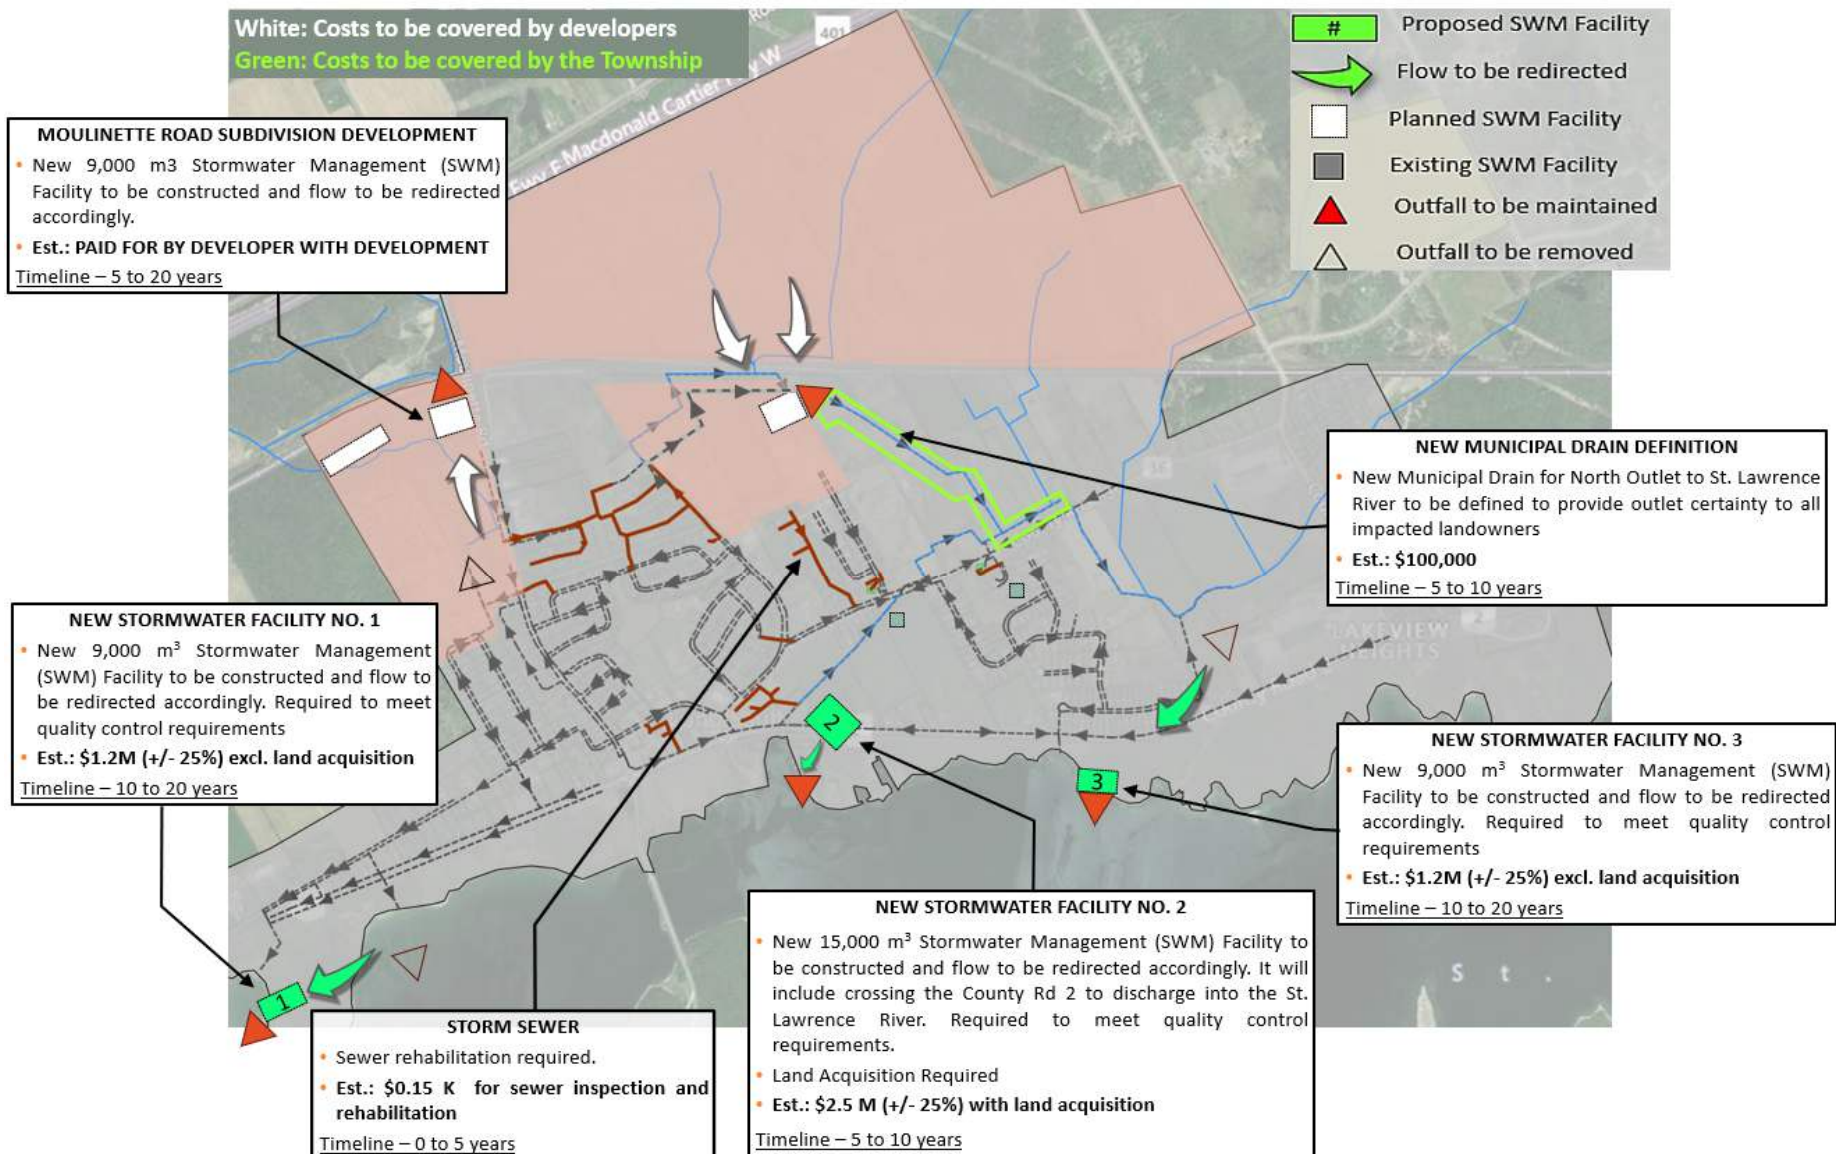 White: Costs to be covered by developers
Green: Costs to be covered by the Township
401
Macdonald Cartier
W
# Proposed SWM Facility
Flow to be redirected
Planned SWM Facility
Existing SWM Facility
Outfall to be maintained
Outfall to be removed
MOULINETTE ROAD SUBDIVISION DEVELOPMENT
• New 9,000 m3 Stormwater Management (SWM)
Facility to be constructed and flow to be redirected
accordingly.
• Est.: PAID FOR BY DEVELOPER WITH DEVELOPMENT
Timeline – 5 to 20 years
NEW MUNICIPAL DRAIN DEFINITION
• New Municipal Drain for North Outlet to St. Lawrence
River to be defined to provide outlet certainty to all
impacted landowners
• Est.: $100,000
Timeline – 5 to 10 years
NEW STORMWATER FACILITY NO. 1
• New 9,000 m³ Stormwater Management
(SWM) Facility to be constructed and flow to
be redirected accordingly. Required to meet
quality control requirements
• Est.: $1.2M (+/- 25%) excl. land acquisition
Timeline – 10 to 20 years
LAKEVIEW
HEIGHTS
2
2
3
1
NEW STORMWATER FACILITY NO. 3
• New 9,000 m³ Stormwater Management (SWM)
Facility to be constructed and flow to be redirected
accordingly. Required to meet quality control
requirements
• Est.: $1.2M (+/- 25%) excl. land acquisition
Timeline – 10 to 20 years
NEW STORMWATER FACILITY NO. 2
• New 15,000 m³ Stormwater Management (SWM) Facility to
be constructed and flow to be redirected accordingly. It will
include crossing the County Rd 2 to discharge into the St.
Lawrence River. Required to meet quality control
requirements.
• Land Acquisition Required
• Est.: $2.5 M (+/- 25%) with land acquisition
Timeline – 5 to 10 years
St.
STORM SEWER
• Sewer rehabilitation required.
• Est.: $0.15 K for sewer inspection and
rehabilitation
Timeline – 0 to 5 years